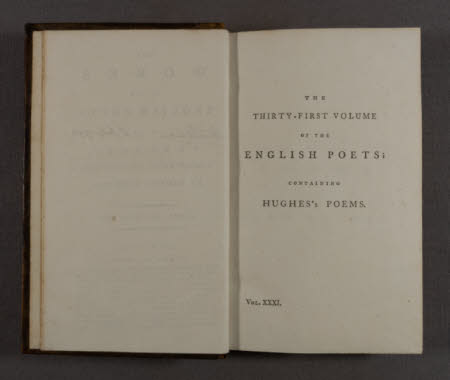 THE
THIRTY-FIRST VOLUME
OF THE
ENGLISH POETS;
CONTAINING
HUGHES's POEMS.
VOL. XXXI.